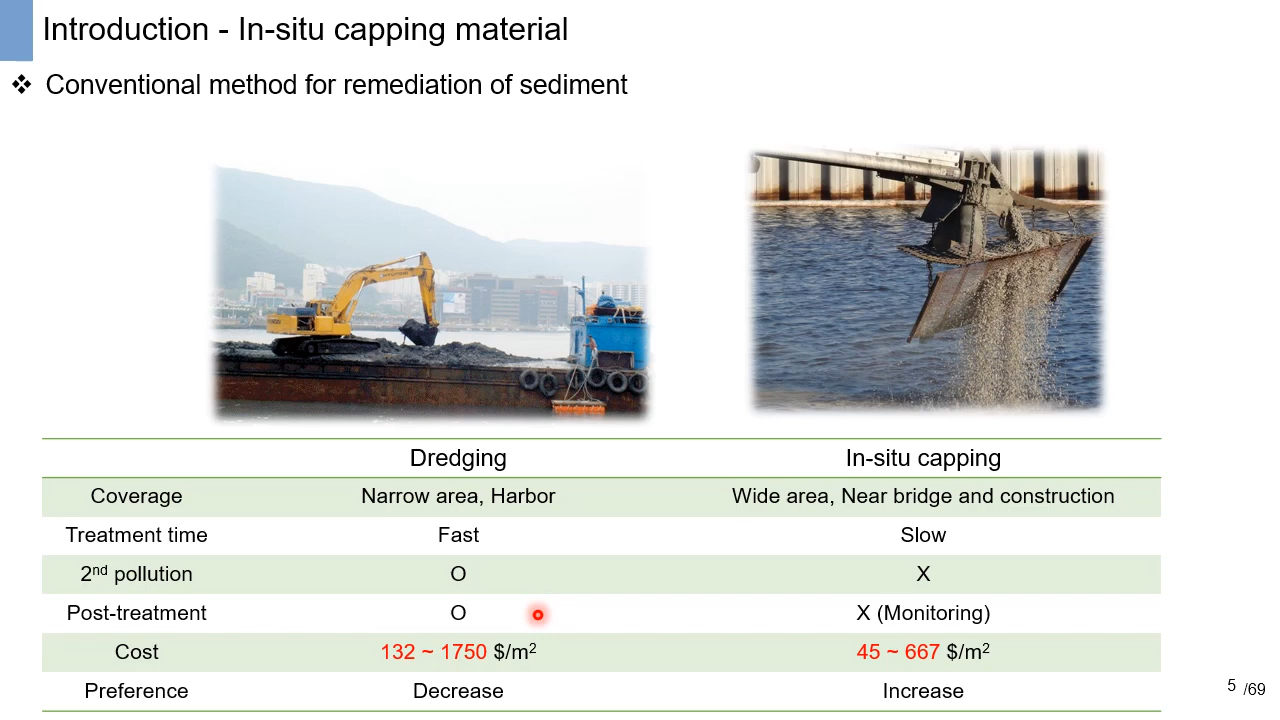 Introduction - In-situ capping material
❖ Conventional method for remediation of sediment
Dredging In-situ capping
Coverage Narrow area, Harbor Wide area, Near bridge and construction
Treatment time Fast Slow
2nd pollution O X
Post-treatment O X (Monitoring)
Cost 132 ~ 1750 $/m2 45 ~ 667 $/m2
Preference Decrease Increase
5 /69